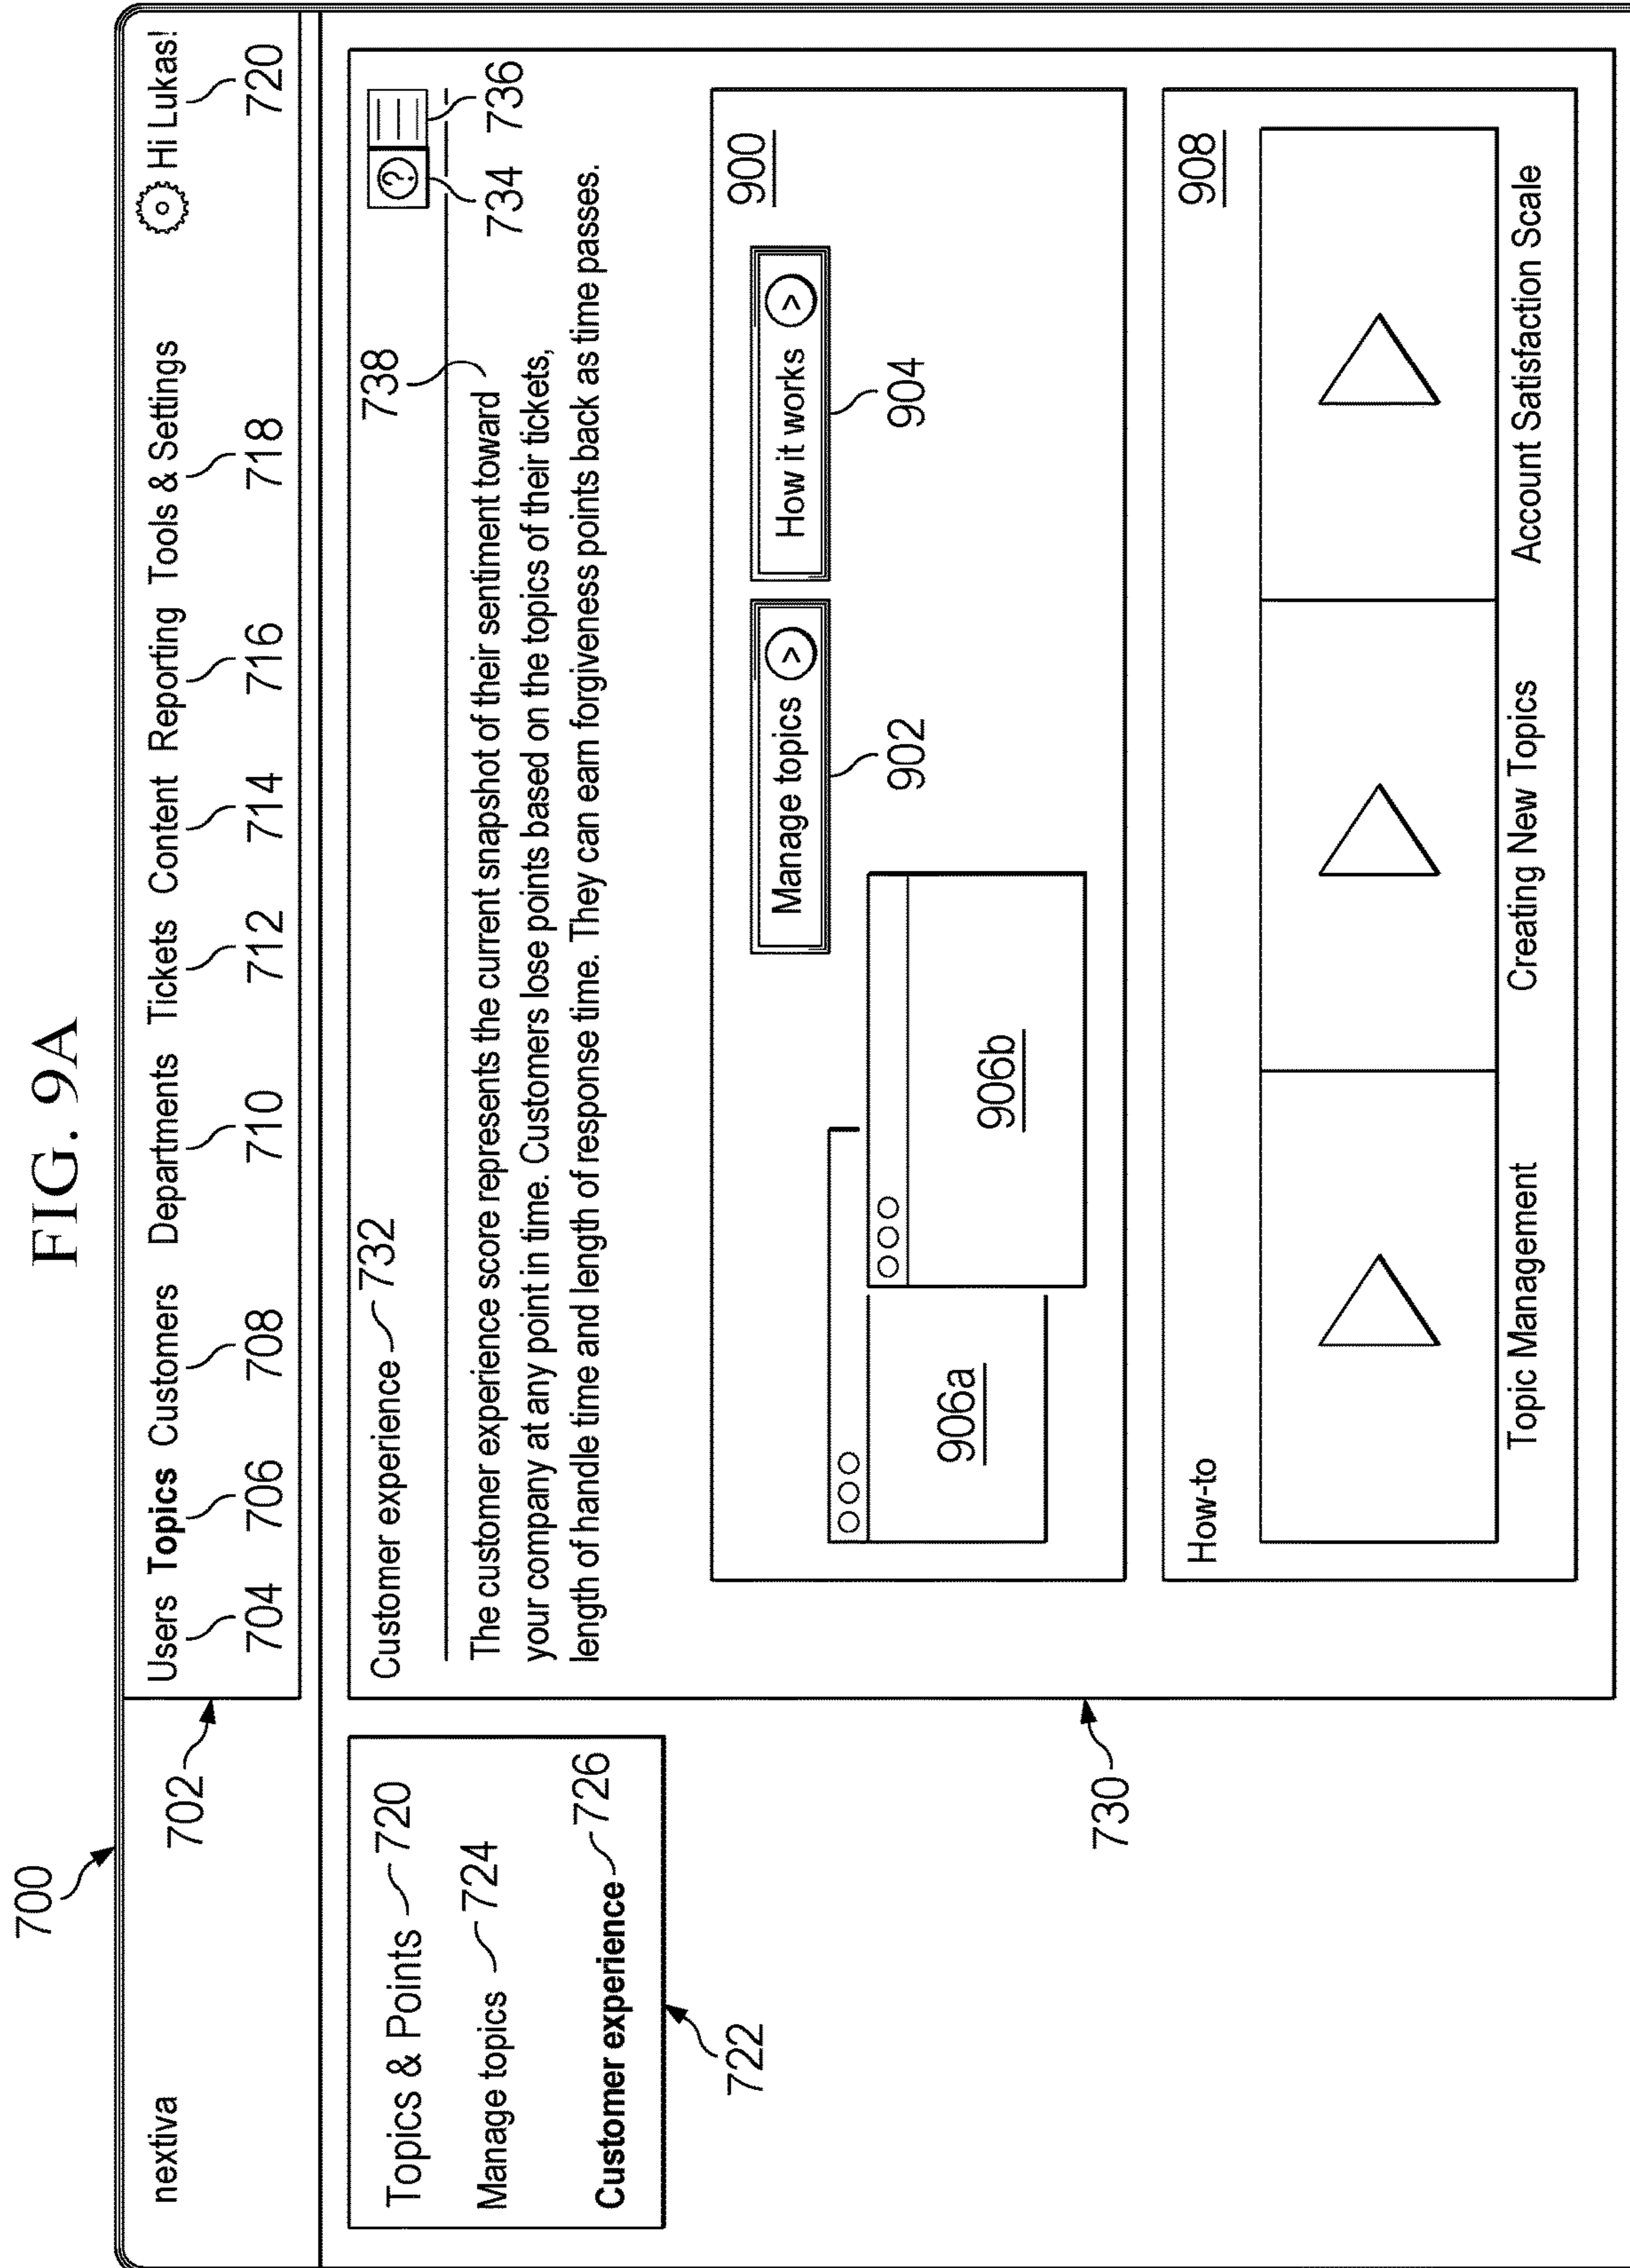 FIG. 9A
700
nextiva
Users Topics Customers Departments Tickets Content Reporting Tools & Settings Hi Lukas!
702 704 706 708 710 712 714 716 718 720
Topics & Points 720
Manage topics 724
Customer experience 726
722
Customer experience 732
738
?
734 736
The customer experience score represents the current snapshot of their sentiment toward
your company at any point in time. Customers lose points based on the topics of their tickets,
length of handle time and length of response time. They can earn forgiveness points back as time passes.
730
900
Manage topics >
How it works >
902 904
906a
906b
How-to
908
Topic Management
Creating New Topics
Account Satisfaction Scale